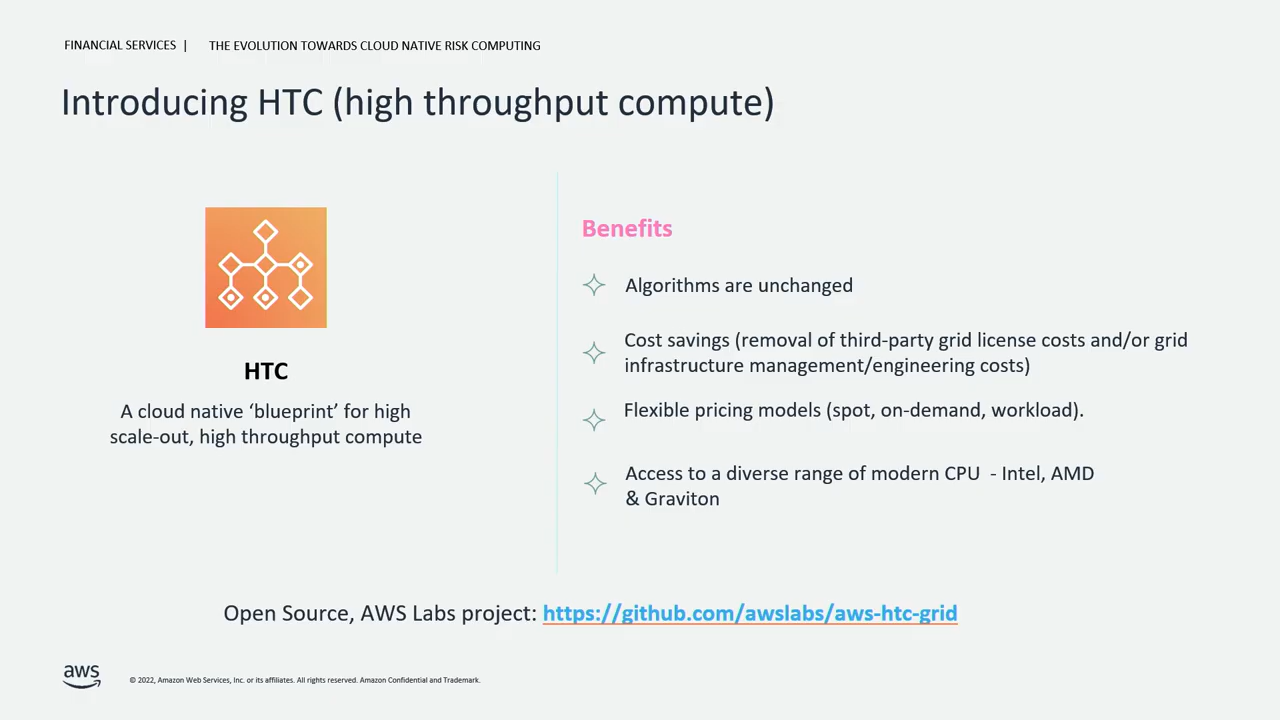 FINANCIAL SERVICES | THE EVOLUTION TOWARDS CLOUD NATIVE RISK COMPUTING
Introducing HTC (high throughput compute)
HTC
A cloud native ‘blueprint’ for high
scale-out, high throughput compute
Benefits
Algorithms are unchanged
Cost savings (removal of third-party grid license costs and/or grid
infrastructure management/engineering costs)
Flexible pricing models (spot, on-demand, workload).
Access to a diverse range of modern CPU - Intel, AMD
& Graviton
Open Source, AWS Labs project: https://github.com/awslabs/aws-htc-grid
aws
© 2022, Amazon Web Services, Inc. or its affiliates. All rights reserved. Amazon Confidential and Trademark.